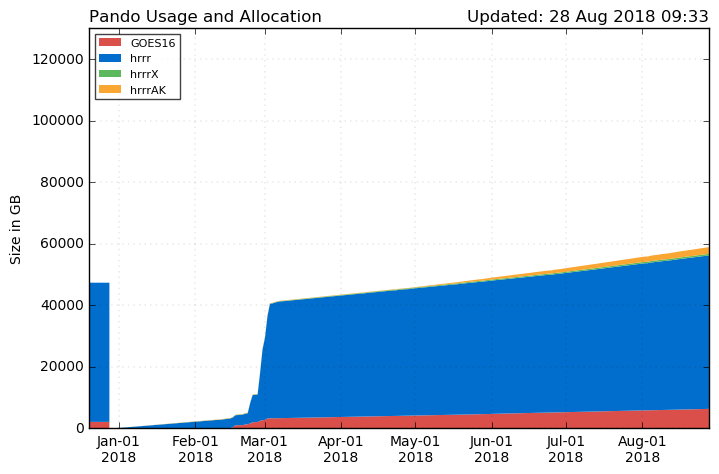 Pando Usage and Allocation
Updated: 28 Aug 2018 09:33
GOES16
hrrr
hrrrX
hrrrAK
Size in GB
120000
100000
80000
60000
40000
20000
0
Jan-01 2018
Feb-01 2018
Mar-01 2018
Apr-01 2018
May-01 2018
Jun-01 2018
Jul-01 2018
Aug-01 2018